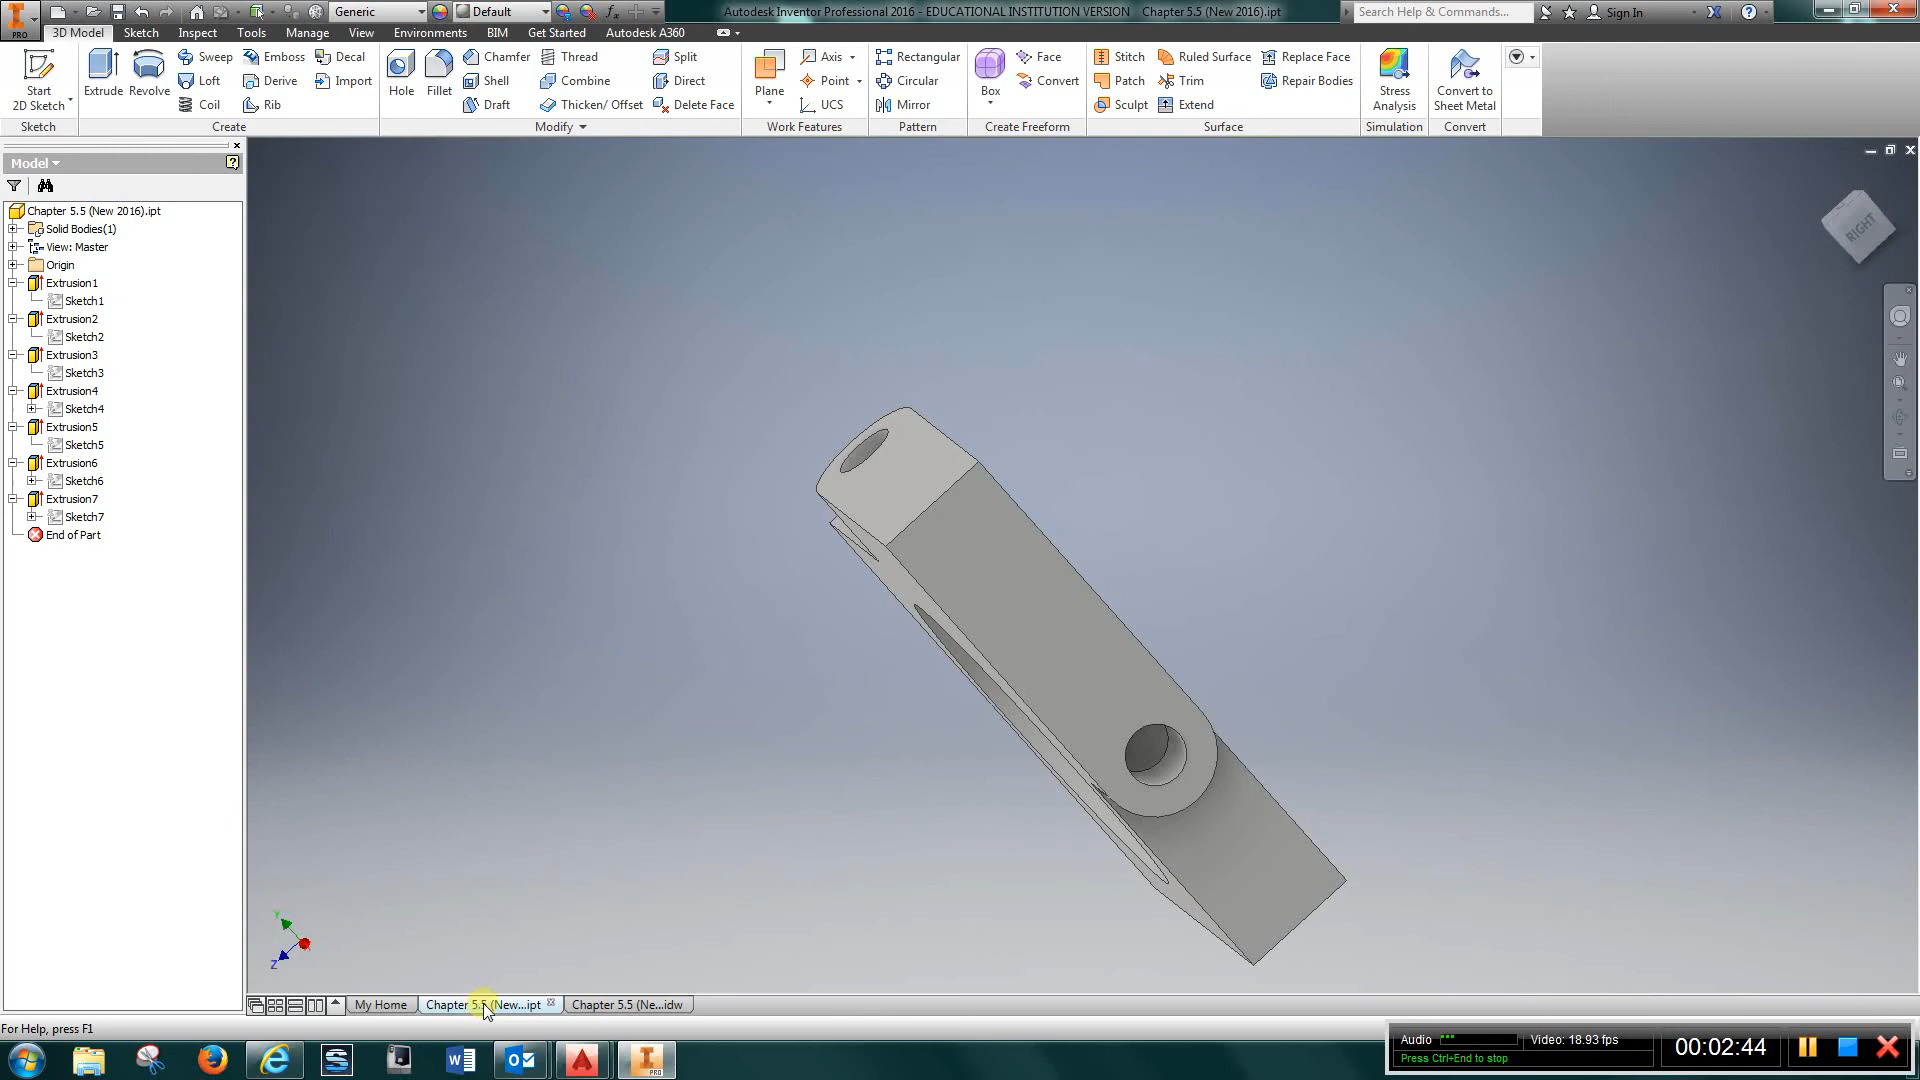 Generic
Default
Autodesk Inventor Professional 2016 - EDUCATIONAL INSTITUTION VERSION Chapter 5.5 (New 2016).ipt
Search Help & Commands...
Sign In
PRO
3D Model Sketch Inspect Tools Manage View Environments BIM Get Started Autodesk A360
Start
2D Sketch
Extrude
Revolve
Sweep
Loft
Coil
Emboss
Derive
Rib
Decal
Import
Hole
Fillet
Chamfer
Shell
Draft
Thread
Combine
Thicken/ Offset
Split
Direct
Delete Face
Plane
Axis
Point
UCS
Rectangular
Circular
Mirror
Box
Face
Convert
Stitch
Patch
Sculpt
Ruled Surface
Trim
Extend
Replace Face
Repair Bodies
Stress
Analysis
Convert to
Sheet Metal
Sketch Create Modify Work Features Pattern Create Freeform Surface Simulation Convert
Model
Chapter 5.5 (New 2016).ipt
Solid Bodies(1)
View: Master
Origin
Extrusion1
Sketch1
Extrusion2
Sketch2
Extrusion3
Sketch3
Extrusion4
Sketch4
Extrusion5
Sketch5
Extrusion6
Sketch6
Extrusion7
Sketch7
End of Part
RIGHT
Y
Z
My Home
Chapter 5.5 (New...ipt
Chapter 5.5 (Ne...idw
For Help, press F1
Audio
Video: 18.93 fps
Press Ctrl+End to stop
00:02:44
PRO